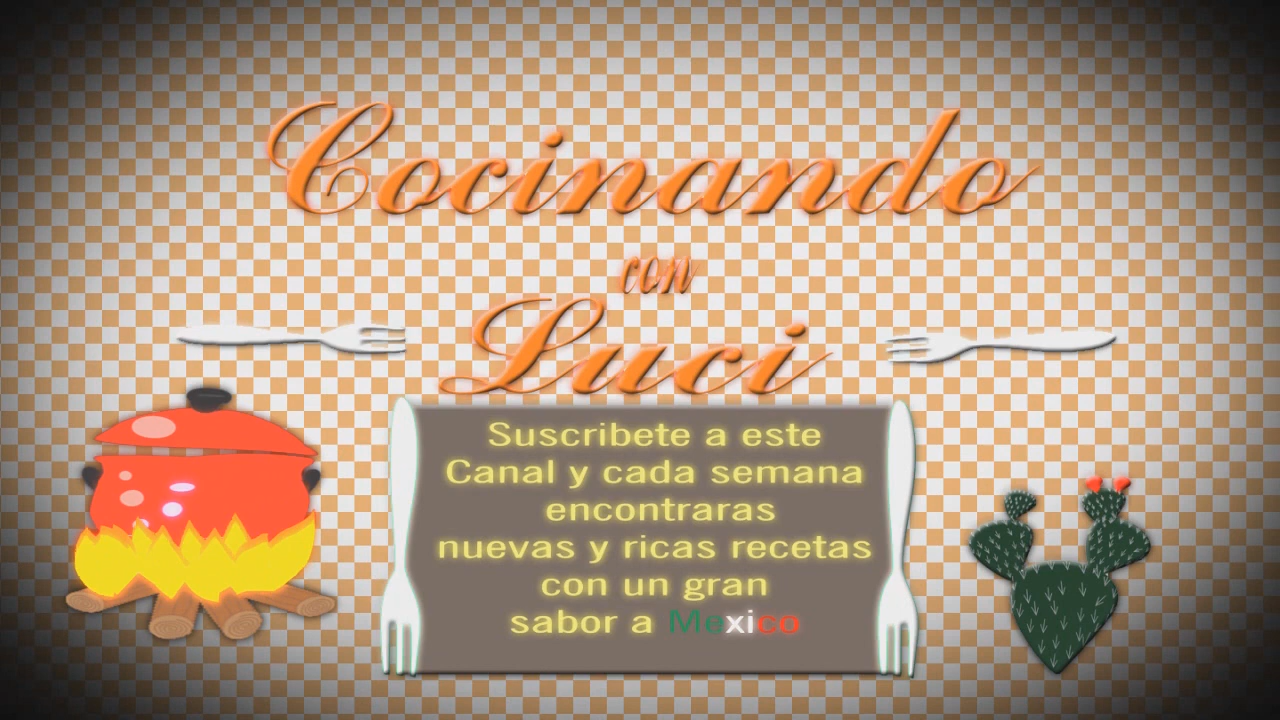 Cocinando
con
Luci
Suscribete a este
Canal y cada semana
encontraras
nuevas y ricas recetas
con un gran
sabor a Mexico